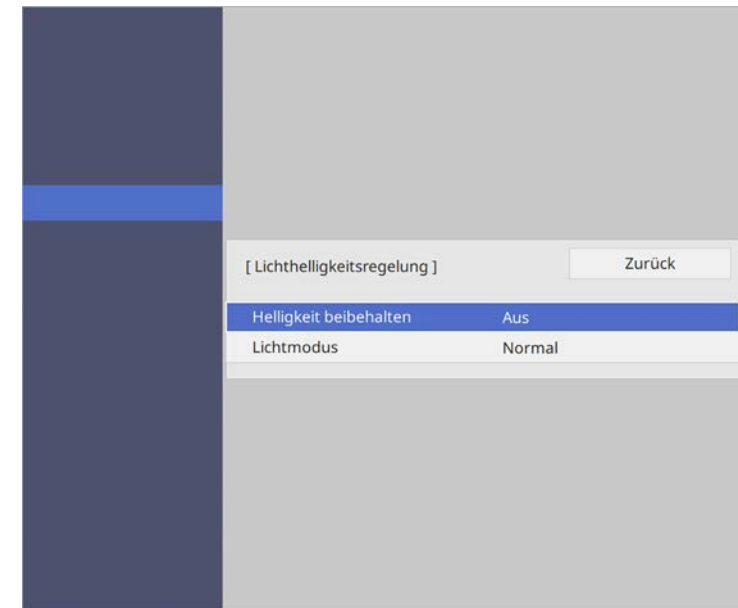 [ Lichthelligkeitsregelung ] Zurück
Helligkeit beibehalten Aus
Lichtmodus Normal